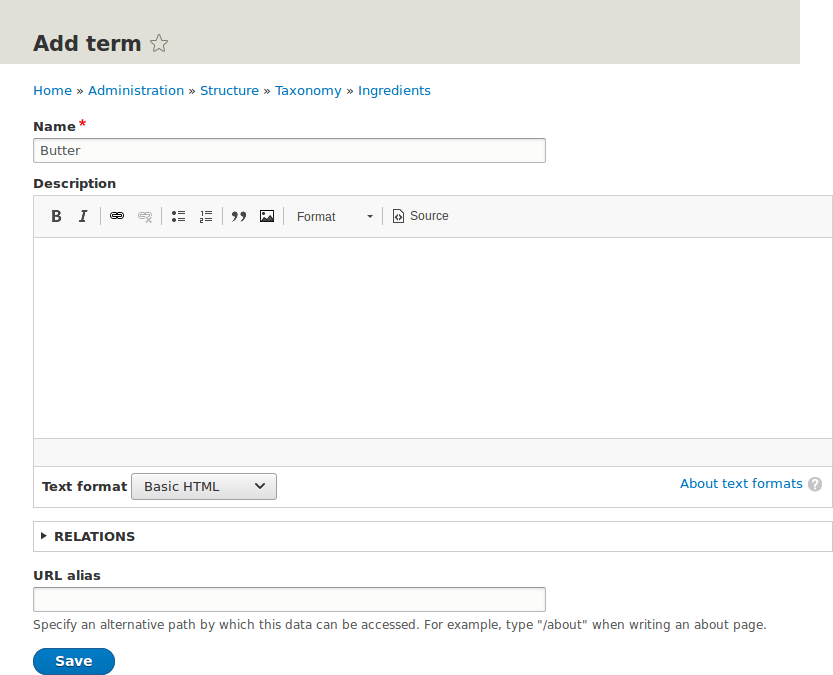 Add term
Home » Administration » Structure » Taxonomy » Ingredients
Name *
Butter
Description
B I Format Source
Text format Basic HTML About text formats ?
RELATIONS
URL alias
Specify an alternative path by which this data can be accessed. For example, type "/about" when writing an about page.
Save